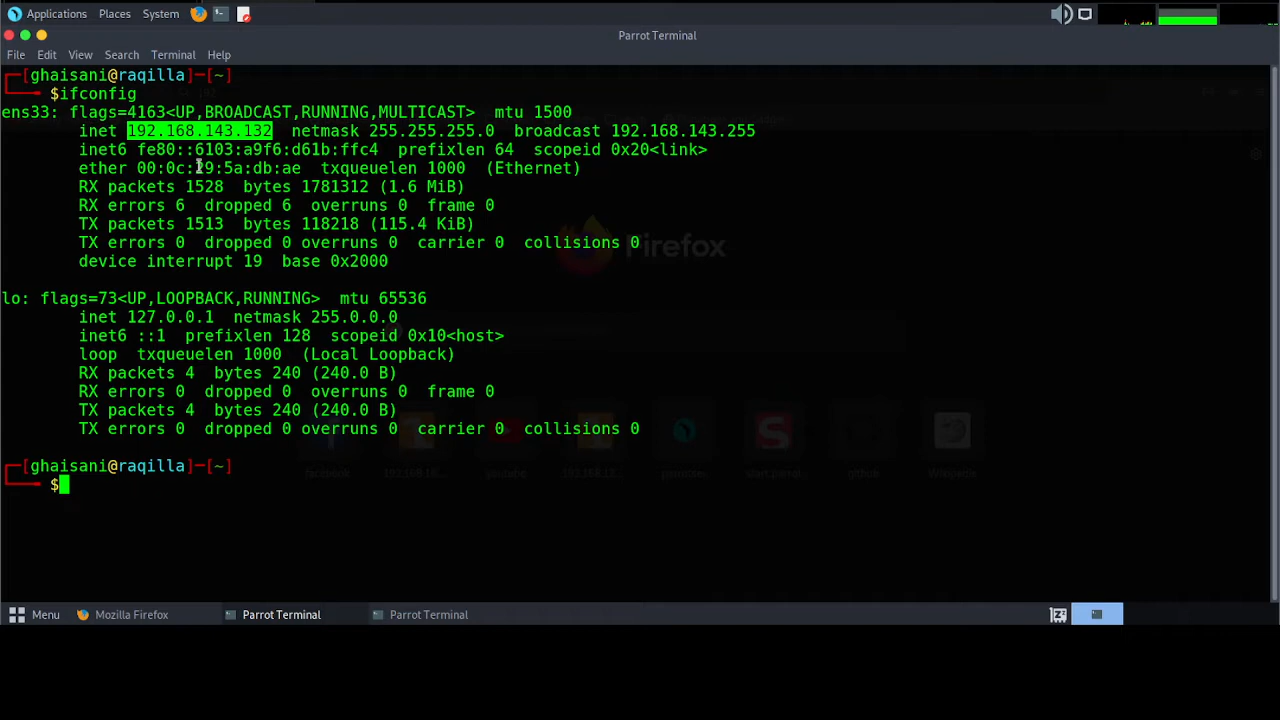 Applications Places System
Parrot Terminal
File Edit View Search Terminal Help
┌─[ghaisani@raqilla]─[~]
└──╼ $ifconfig
ens33: flags=4163<UP,BROADCAST,RUNNING,MULTICAST>  mtu 1500
        inet 192.168.143.132  netmask 255.255.255.0  broadcast 192.168.143.255
        inet6 fe80::6103:a9f6:d61b:ffc4  prefixlen 64  scopeid 0x20<link>
        ether 00:0c:29:5a:db:ae  txqueuelen 1000  (Ethernet)
        RX packets 1528  bytes 1781312 (1.6 MiB)
        RX errors 6  dropped 6  overruns 0  frame 0
        TX packets 1513  bytes 118218 (115.4 KiB)
        TX errors 0  dropped 0 overruns 0  carrier 0  collisions 0
        device interrupt 19  base 0x2000
lo: flags=73<UP,LOOPBACK,RUNNING>  mtu 65536
        inet 127.0.0.1  netmask 255.0.0.0
        inet6 ::1  prefixlen 128  scopeid 0x10<host>
        loop  txqueuelen 1000  (Local Loopback)
        RX packets 4  bytes 240 (240.0 B)
        RX errors 0  dropped 0  overruns 0  frame 0
        TX packets 4  bytes 240 (240.0 B)
        TX errors 0  dropped 0 overruns 0  carrier 0  collisions 0
┌─[ghaisani@raqilla]─[~]
└──╼ $
Firefox
facebook youtube github Wikipedia
Menu Mozilla Firefox Parrot Terminal Parrot Terminal